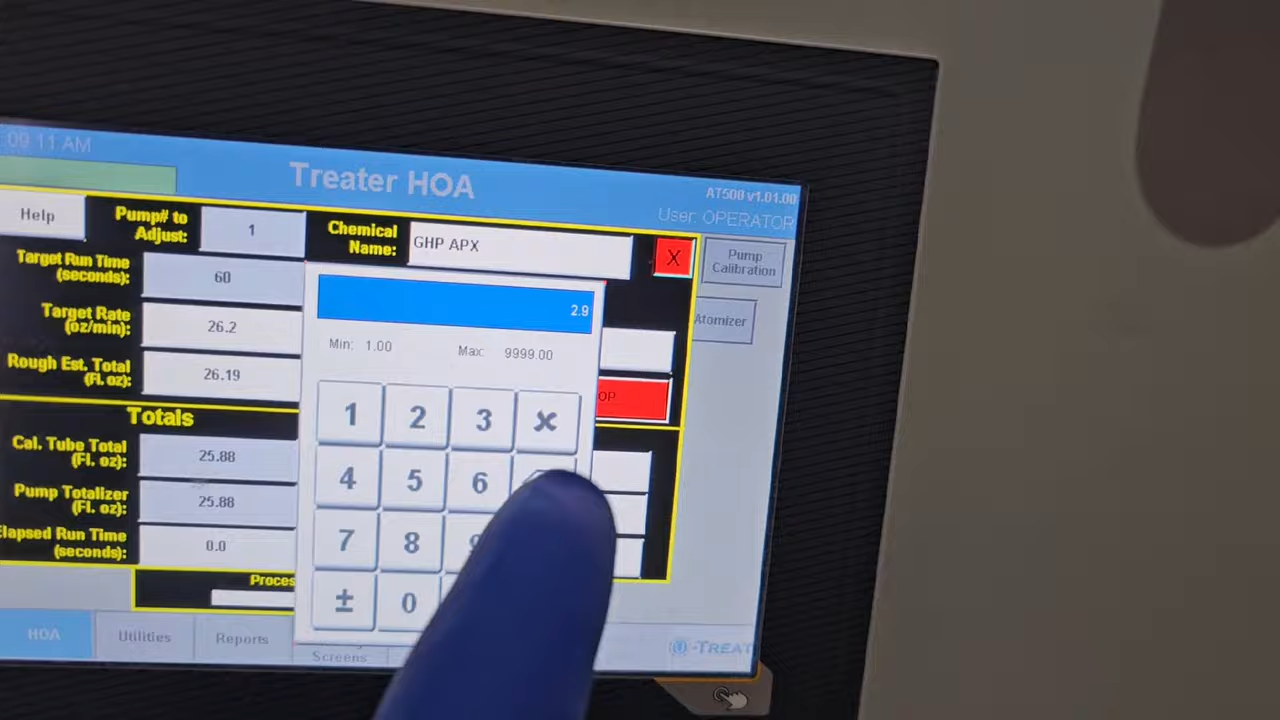 09:11 AM
Treater HOA
AT500 v1.01.00
User: OPERATOR
Help
Pump# to
Adjust:
1
Chemical
Name:
GHP APX
X
Pump
Calibration
Target Run Time
(seconds):
60
Target Rate
(oz/min):
26.2
Rough Est. Total
(Fl. oz):
26.19
2.9
Min: 1.00
Max: 9999.00
Atomizer
OP
Totals
Cal. Tube Total
(Fl. oz):
25.88
Pump Totalizer
(Fl. oz):
25.88
Elapsed Run Time
(seconds):
0.0
Proces
1 2 3 ×
4 5 6
7 8
± 0
HOA
Utilities
Reports
Screens
-TREAT